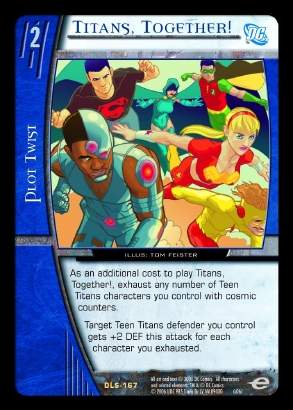 2
TITANS, TOGETHER!
DC
PLOT TWIST
ILLUS: TOM FEISTER
As an additional cost to play Titans,
Together!, exhaust any number of Teen
Titans characters you control with cosmic
counters.
Target Teen Titans defender you control
gets +2 DEF this attack for each
character you exhausted.
DLS-167